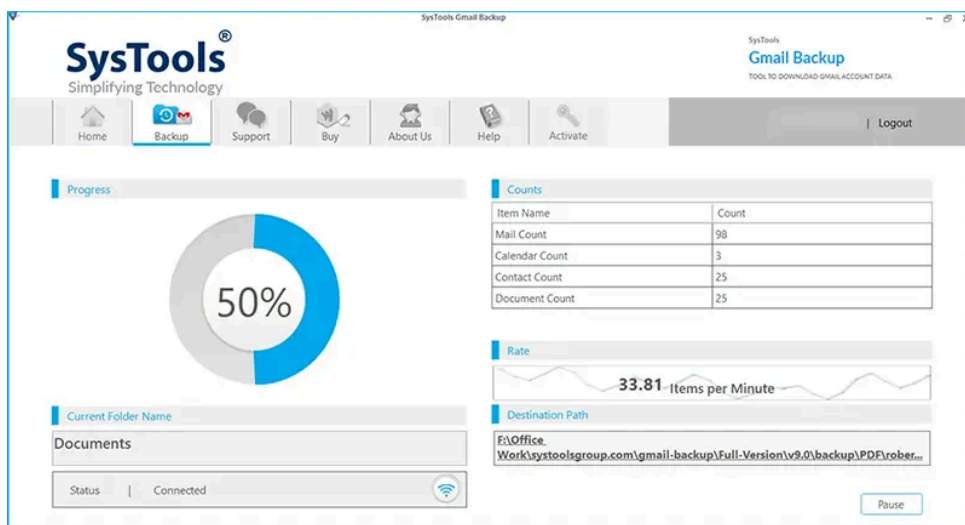 SysTools Gmail Backup
SysTools®
Simplifying Technology
SysTools
Gmail Backup
TOOL TO DOWNLOAD GMAIL ACCOUNT DATA
Home
Backup
Support
Buy
About Us
Help
Activate
| Logout
Progress
50%
Counts
Item Name Count
Mail Count 98
Calendar Count 3
Contact Count 25
Document Count 25
Rate
33.81 Items per Minute
Current Folder Name
Documents
Status | Connected
Destination Path
F:\Office
Work\systoolsgroup.com\gmail-backup\Full-Version\v9.0\backup\PDF\rober...
Pause